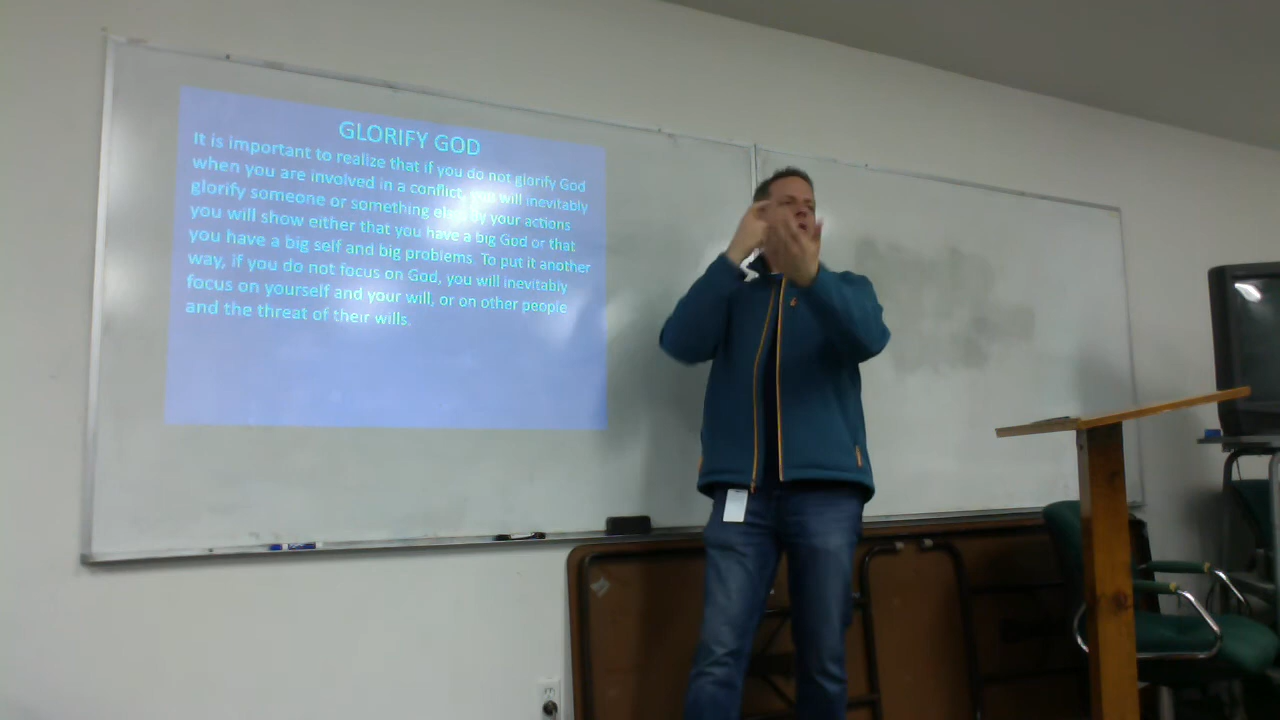 GLORIFY GOD
It is important to realize that if you do not glorify God
when you are involved in a conflict, you will inevitably
glorify someone or something else. By your actions
you will show either that you have a big God or that
you have a big self and big problems. To put it another
way, if you do not focus on God, you will inevitably
focus on yourself and your will, or on other people
and the threat of their wills.